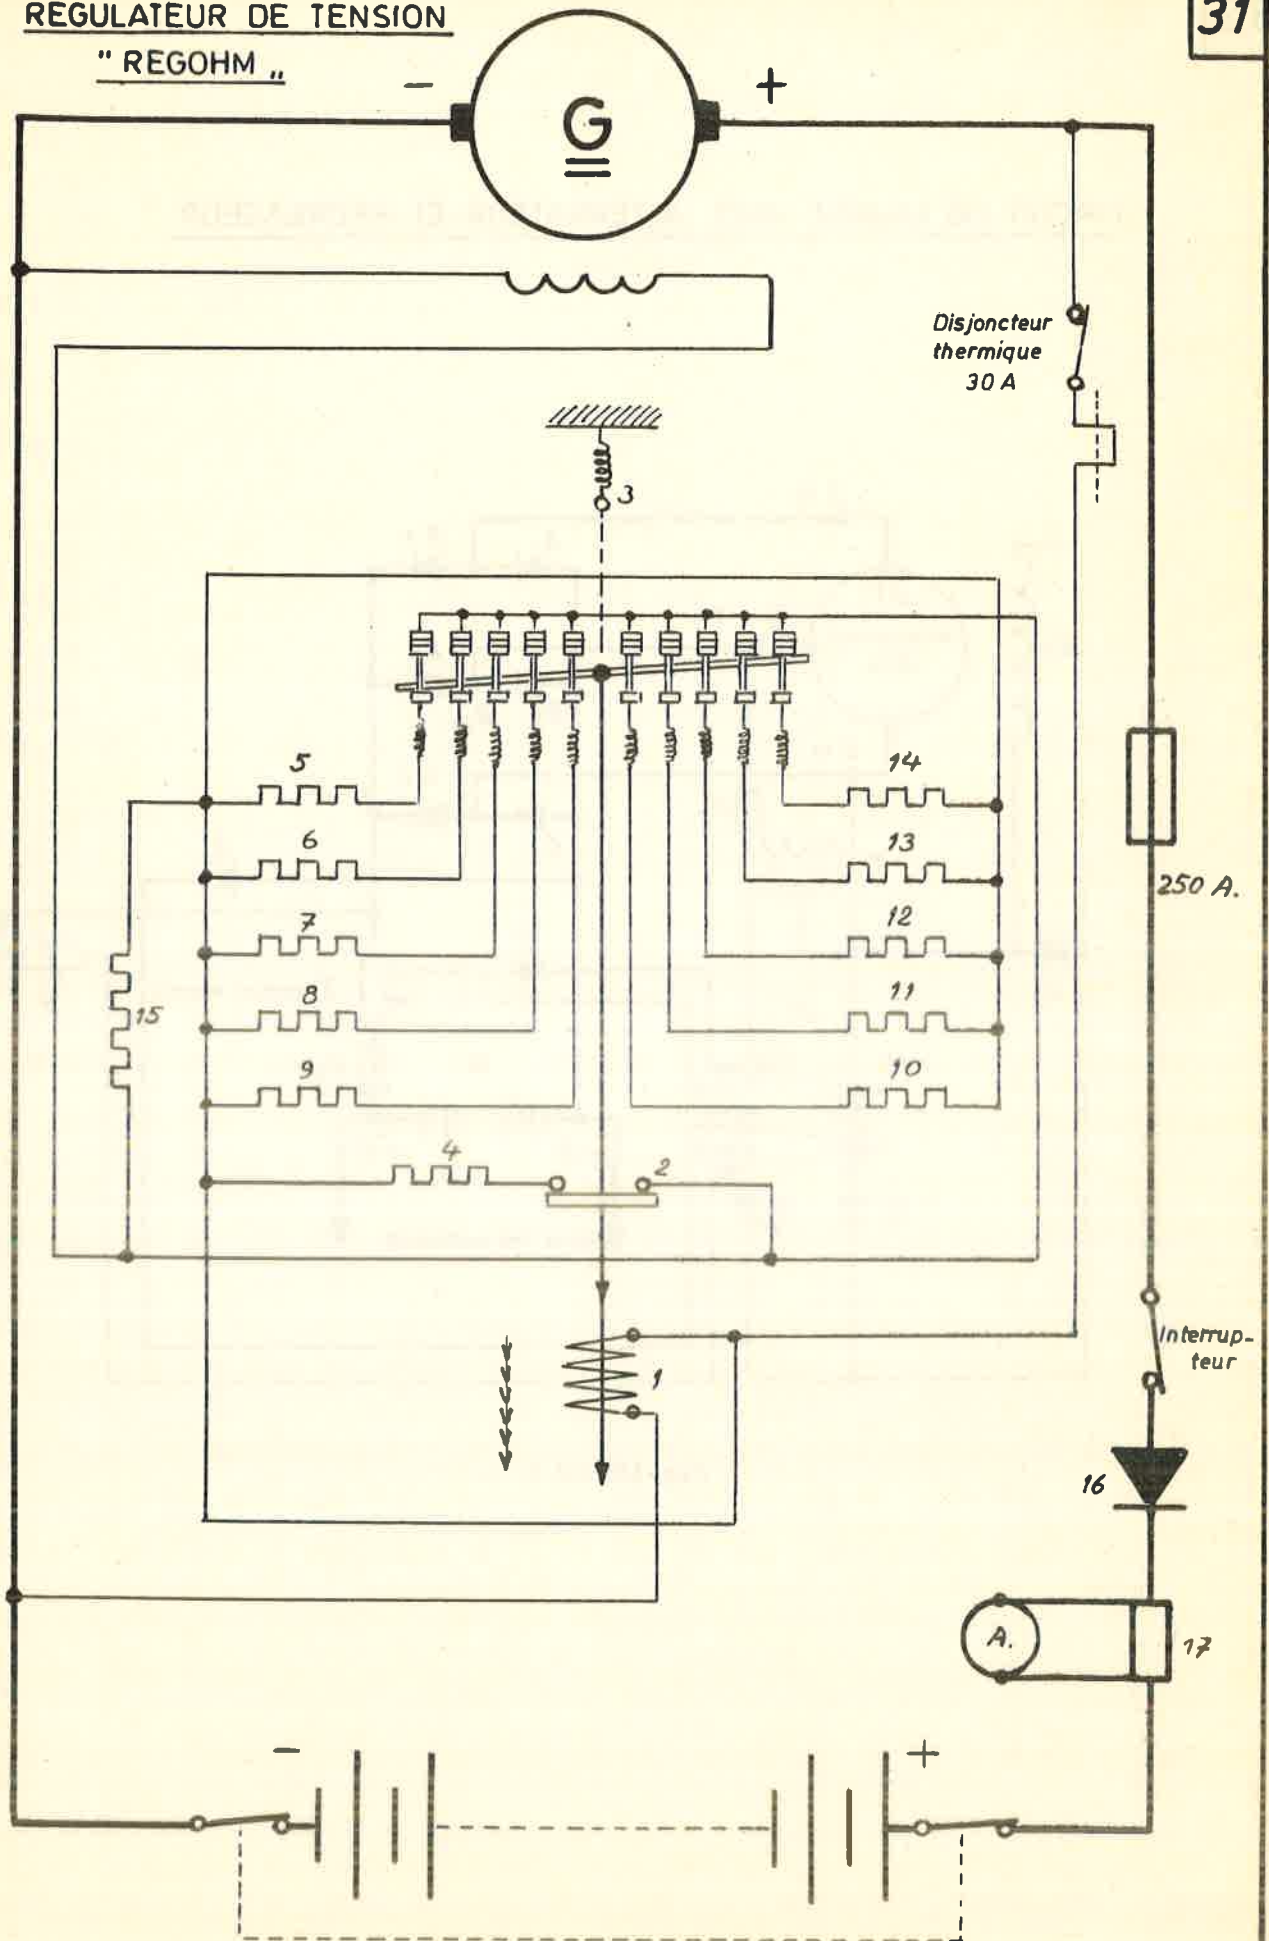 REGULATEUR DE TENSION
" REGOHM „
31
-
+
G
Disjoncteur
thermique
30 A
3
5
14
6
13
250 A.
7
12
8
11
15
9
10
4
2
Interrup-
teur
1
16
A.
17
-
+